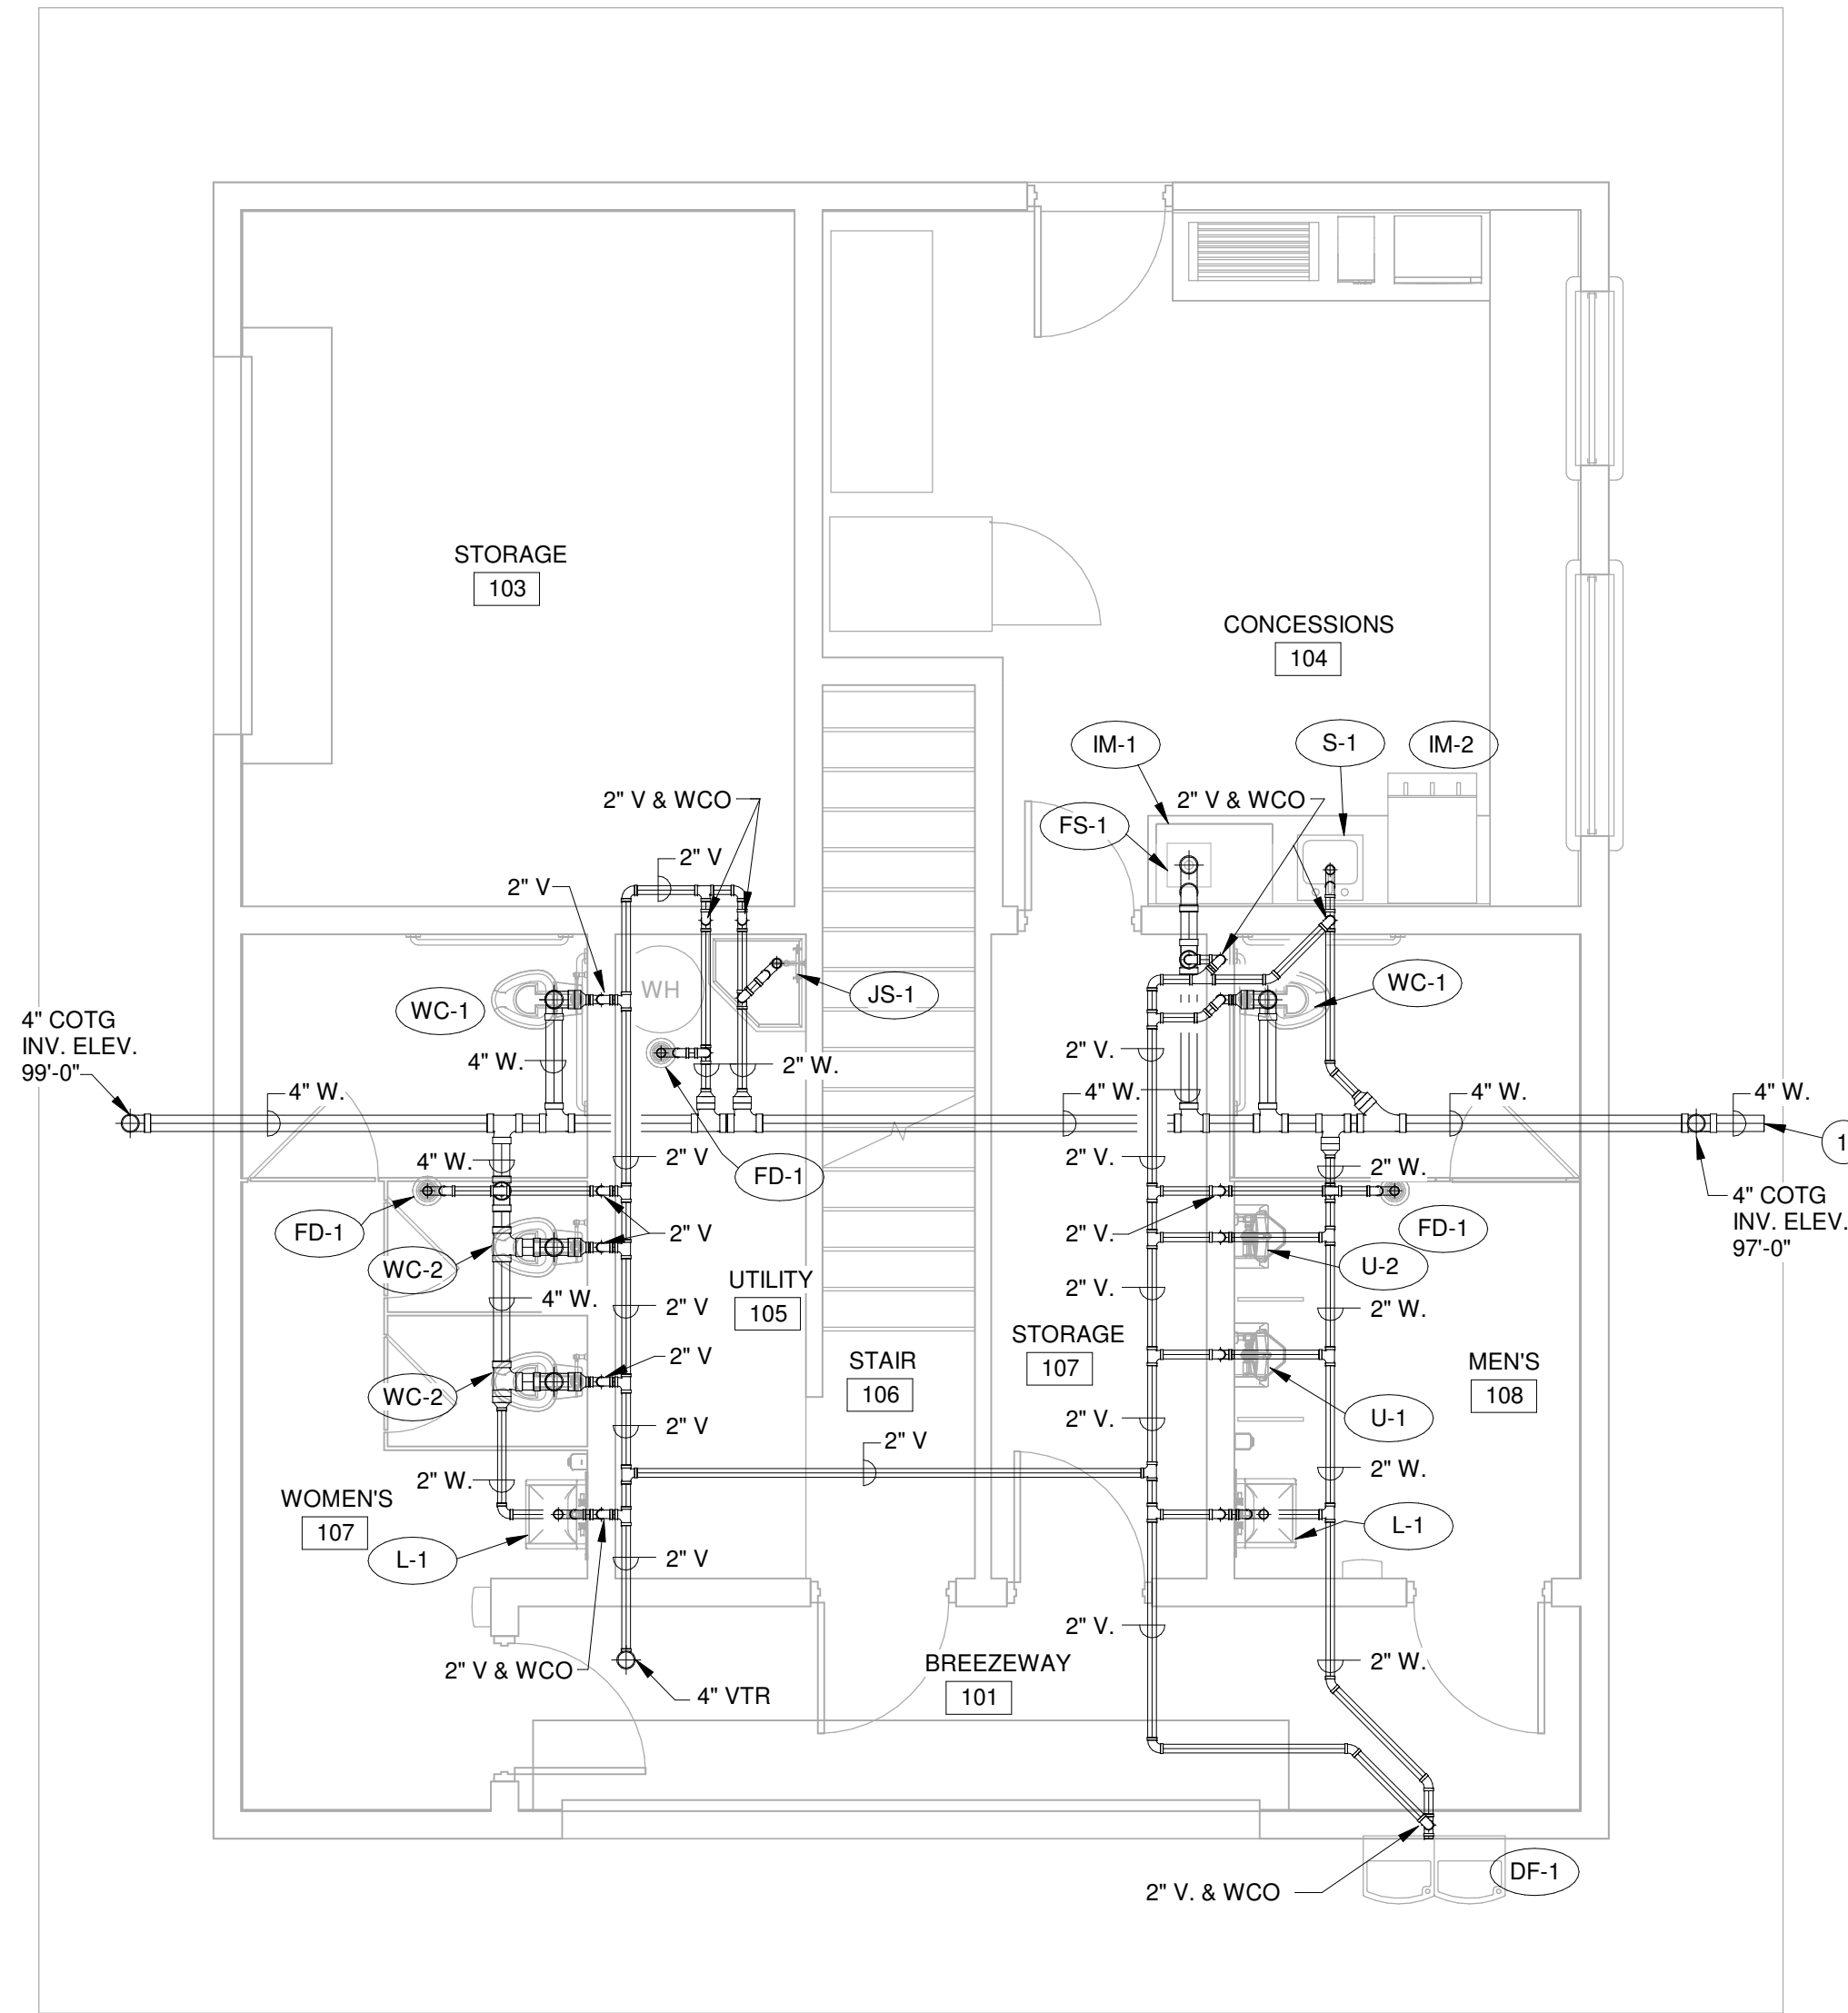 STORAGE
103
CONCESSIONS
104
IM-1
S-1
IM-2
2" V & WCO
2" V & WCO
FS-1
2" V
2" V
WH
JS-1
WC-1
WC-1
4" COTG
INV. ELEV.
99'-0"
4" W.
2" V.
2" W.
4" W.
4" W.
4" W.
4" W.
4" W.
1
4" W.
2" V
2" V.
2" W.
FD-1
4" COTG
INV. ELEV.
97'-0"
FD-1
2" V
2" V.
FD-1
WC-2
U-2
UTILITY
105
4" W.
2" V
2" V.
2" W.
STORAGE
107
2" V
STAIR
106
MEN'S
108
WC-2
2" V
2" V.
U-1
2" V
2" W.
2" W.
WOMEN'S
107
L-1
L-1
2" V
2" V.
2" V & WCO
BREEZEWAY
101
2" W.
4" VTR
2" V. & WCO
DF-1